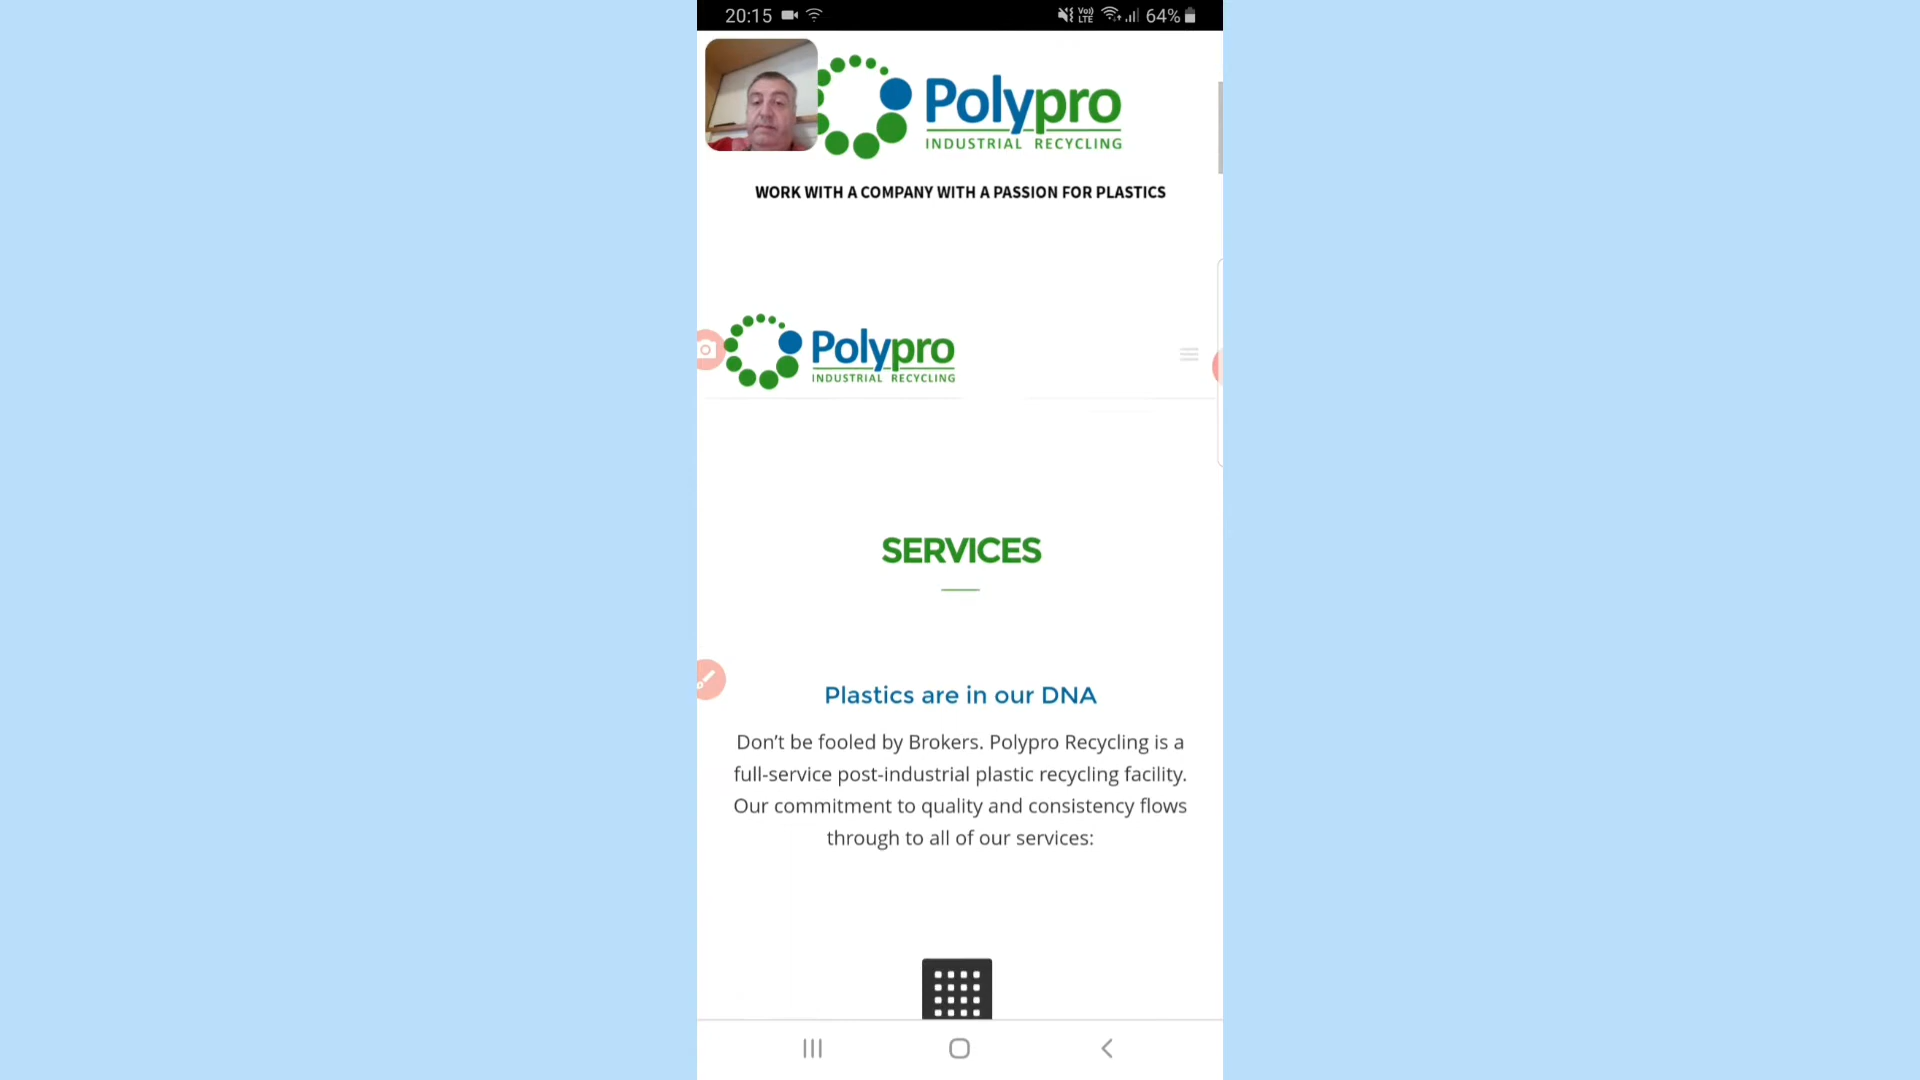 20:15
Vo))
LTE
64%
Polypro
INDUSTRIAL RECYCLING
WORK WITH A COMPANY WITH A PASSION FOR PLASTICS
Polypro
INDUSTRIAL RECYCLING
SERVICES
Plastics are in our DNA
Don’t be fooled by Brokers. Polypro Recycling is a
full-service post-industrial plastic recycling facility.
Our commitment to quality and consistency flows
through to all of our services: